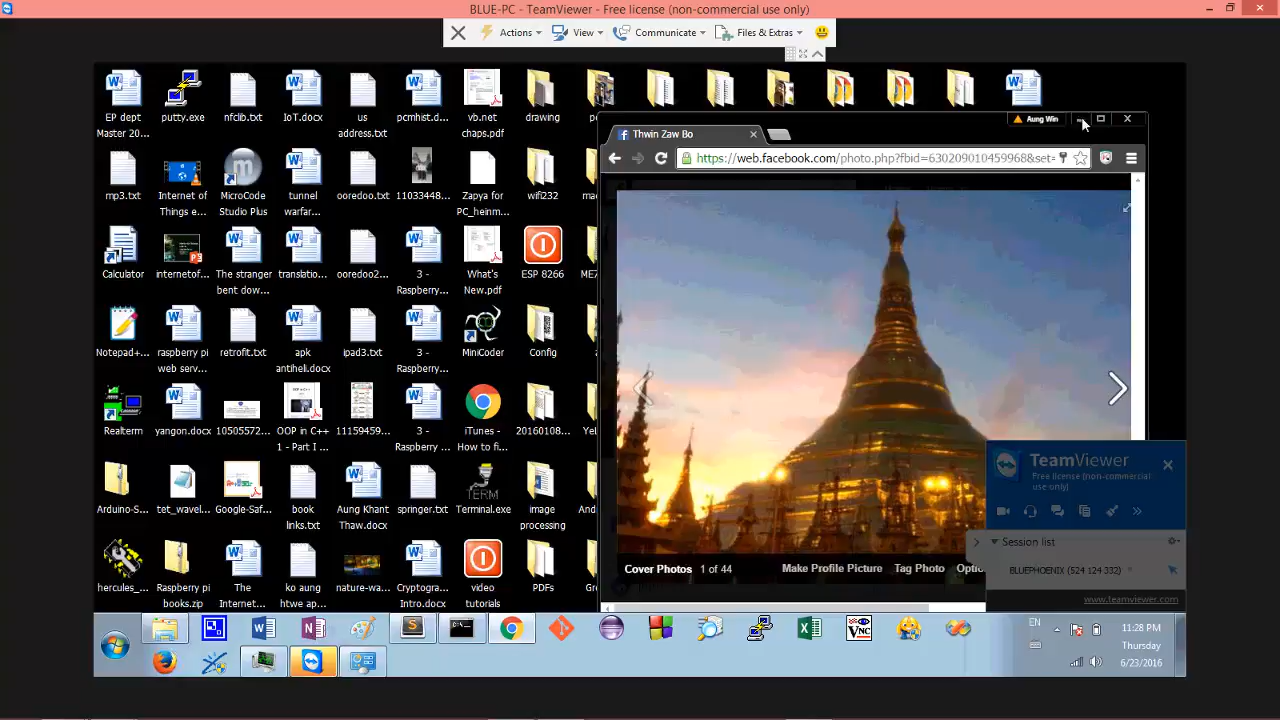 BLUE-PC - TeamViewer - Free license (non-commercial use only)
Actions
View
Communicate
Files & Extras
EP dept
Master 20...
putty.exe
nfclib.txt
IoT.docx
us
address.txt
pcmhist.d...
vb.net
chaps.pdf
drawing
Aung Win
Thwin Zaw Bo
https://web.facebook.com/photo.php?fbid=630209010459968&set=
mp3.txt
Internet of
Things e...
MicroCode
Studio Plus
tunnel
warfar...
ooredoo.txt
11033448...
Zapya for
PC_heinm...
wifi232
Calculator
internetof...
The stranger
bent dow...
translatio...
ooredoo2...
3 -
Raspberry...
What's
New.pdf
ESP 8266
Notepad+...
raspberry pi
web serv...
retrofit.txt
apk
antiheli.docx
ipad3.txt
3 -
Raspberry...
MiniCoder
Config
Realterm
yangon.docx
10505572...
OOP in C++
1 - Part I ...
11159459...
3 -
Raspberry ...
iTunes -
How to fi...
20160108...
Arduino-S...
tet_wavel...
Google-Saf...
book
links.txt
Aung Khant
Thaw.docx
springer.txt
TERM
Terminal.exe
image
processing
hercules_...
Raspberry pi
books.zip
The
Internet...
ko aung
htwe ap...
nature-wa...
Cryptogra...
Intro.docx
video
tutorials
PDFs
Cover Photos 1 of 44
Make Profile Picture
Tag Photo
Optio
TeamViewer
Free license (non-commercial
use only)
Session list
BLUEPHOENIX (524 124 332)
www.teamviewer.com
EN
11:28 PM
Thursday
6/23/2016